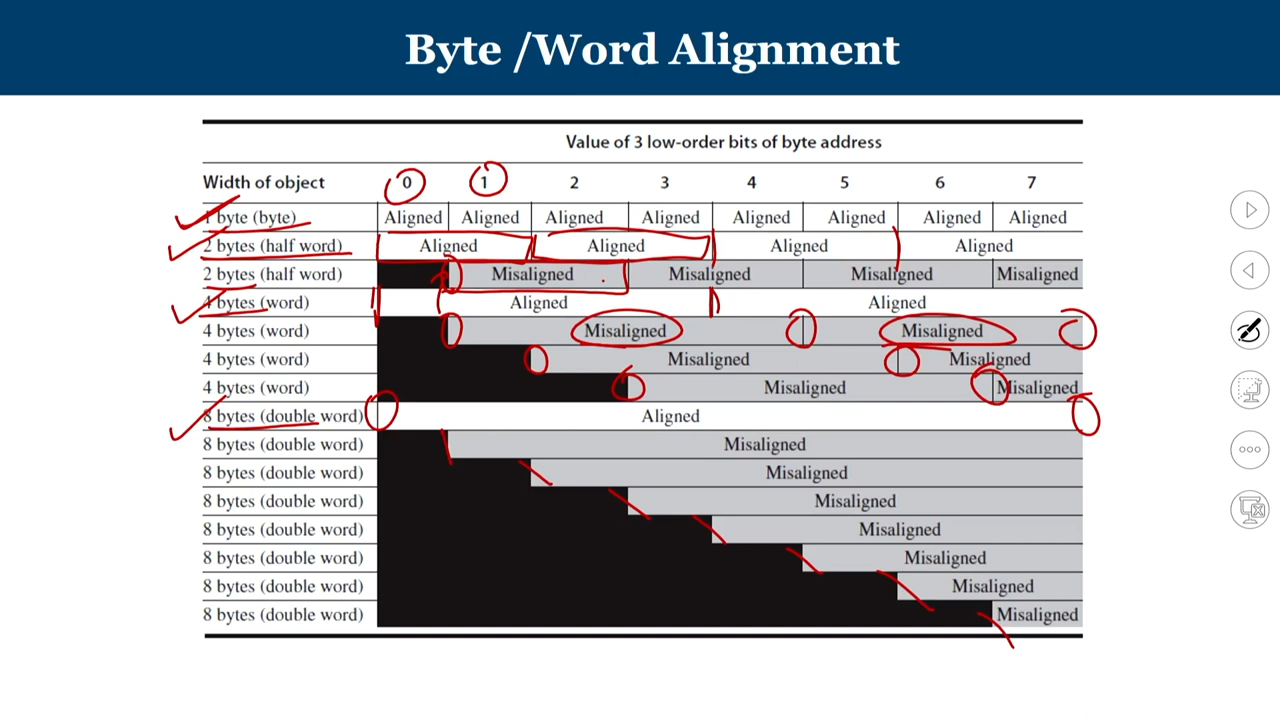 Byte /Word Alignment
Value of 3 low-order bits of byte address
Width of object 0 1 2 3 4 5 6 7
1 byte (byte) Aligned Aligned Aligned Aligned Aligned Aligned Aligned Aligned
2 bytes (half word) Aligned Aligned Aligned Aligned
2 bytes (half word) Misaligned Misaligned Misaligned Misaligned
4 bytes (word) Aligned Aligned
4 bytes (word) Misaligned Misaligned
4 bytes (word) Misaligned Misaligned
4 bytes (word) Misaligned Misaligned
8 bytes (double word) Aligned
8 bytes (double word) Misaligned
8 bytes (double word) Misaligned
8 bytes (double word) Misaligned
8 bytes (double word) Misaligned
8 bytes (double word) Misaligned
8 bytes (double word) Misaligned
8 bytes (double word) Misaligned